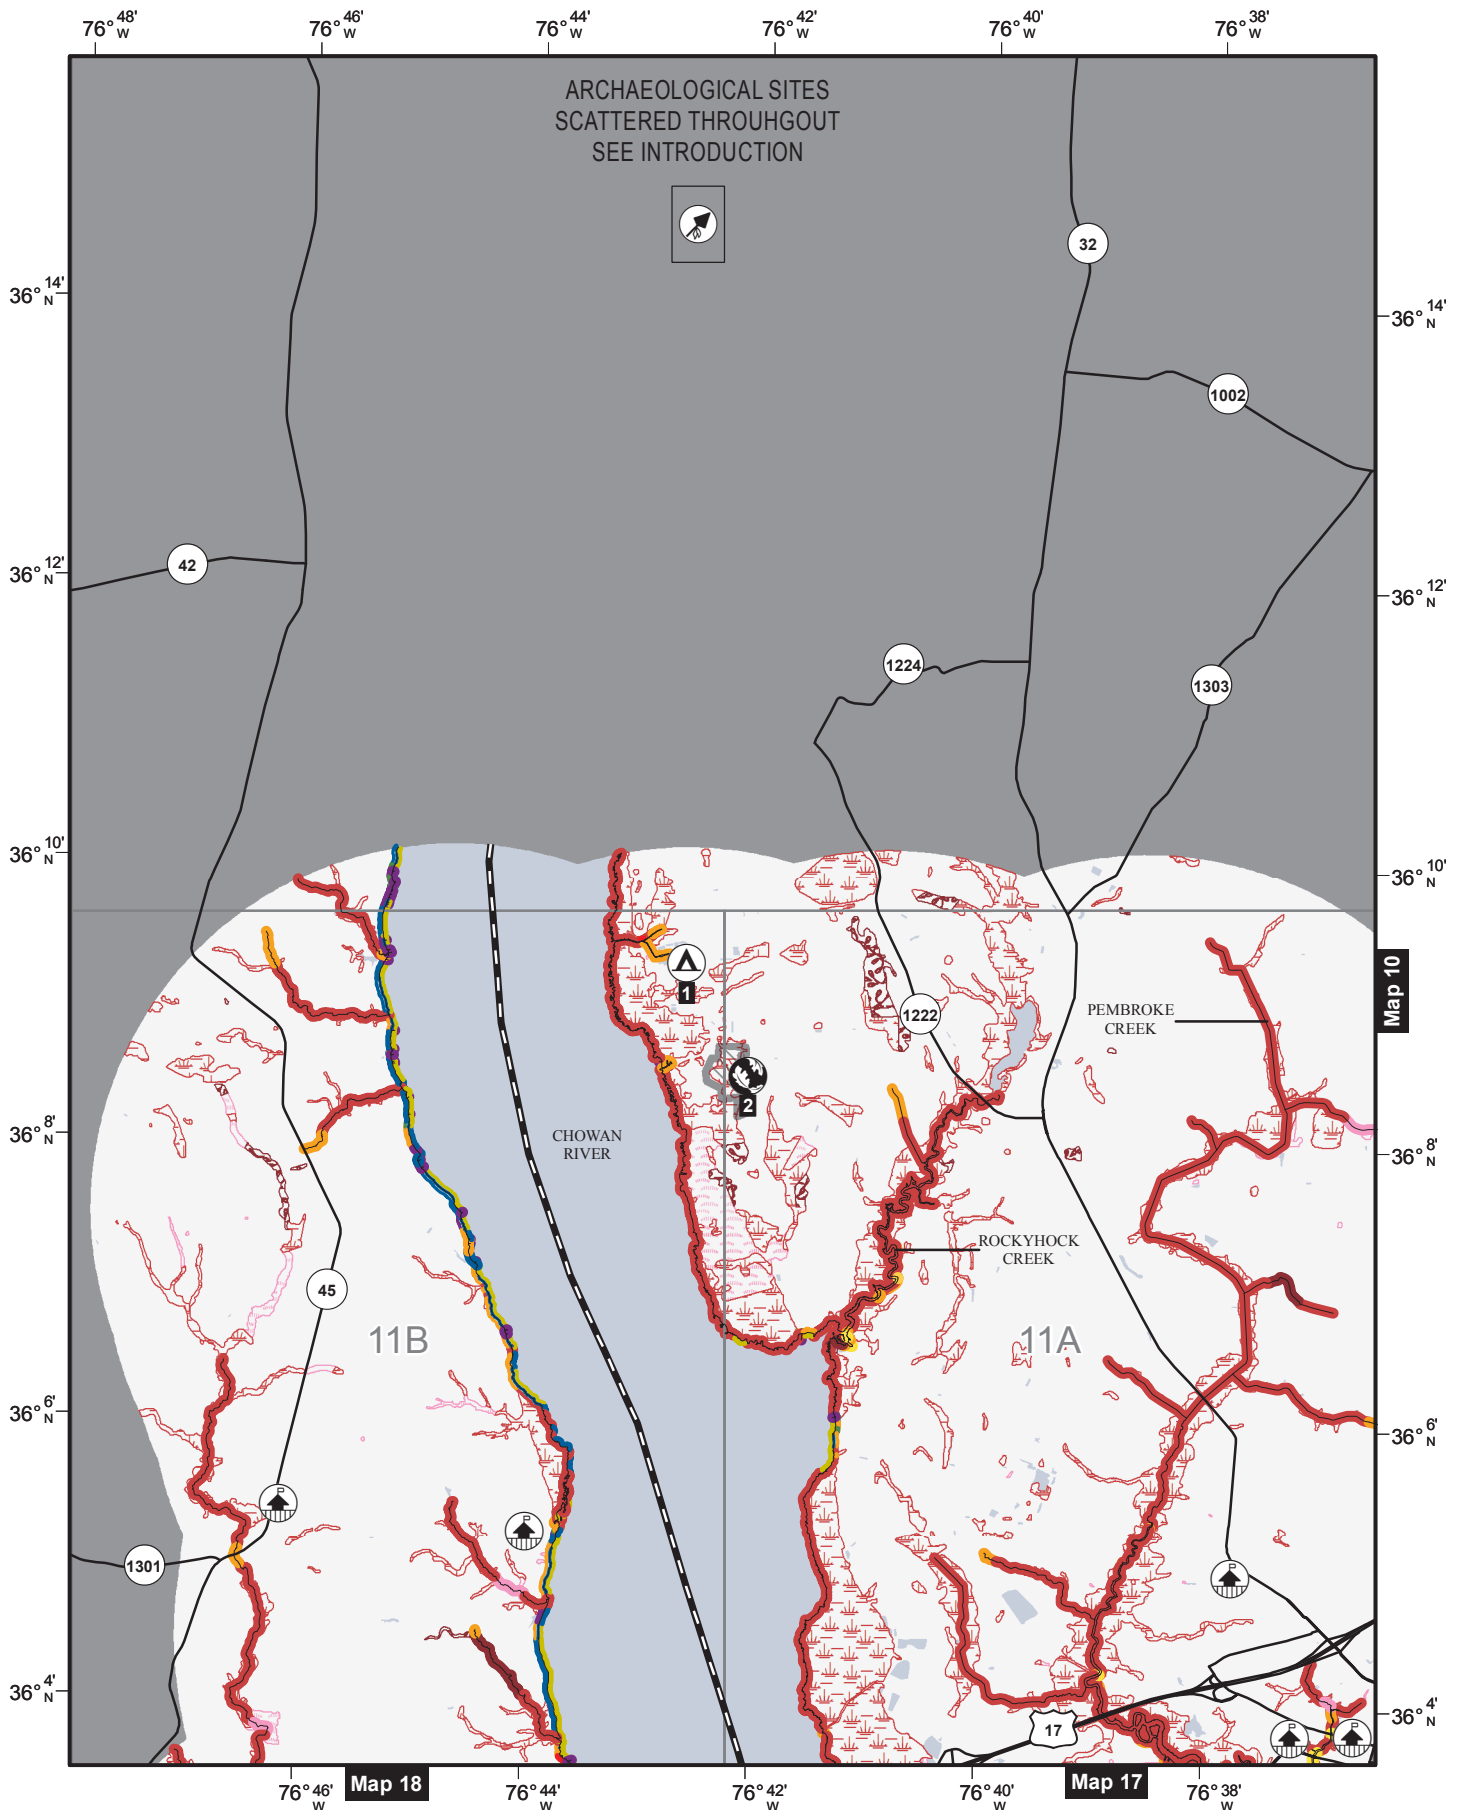 76° 48' W
76° 46' W
76° 44' W
76° 42' W
76° 40' W
76° 38' W
ARCHAEOLOGICAL SITES
SCATTERED THROUHGOUT
SEE INTRODUCTION
32
36° 14' N
36° 14' N
1002
42
36° 12' N
36° 12' N
1224
1303
36° 10' N
36° 10' N
1
Map 10
PEMBROKE
CREEK
1222
2
36° 8' N
CHOWAN
RIVER
36° 8' N
ROCKYHOCK
CREEK
45
11B
11A
36° 6' N
36° 6' N
1301
36° 4' N
36° 4' N
17
76° 46' W
Map 18
76° 44' W
76° 42' W
76° 40' W
Map 17
76° 38' W